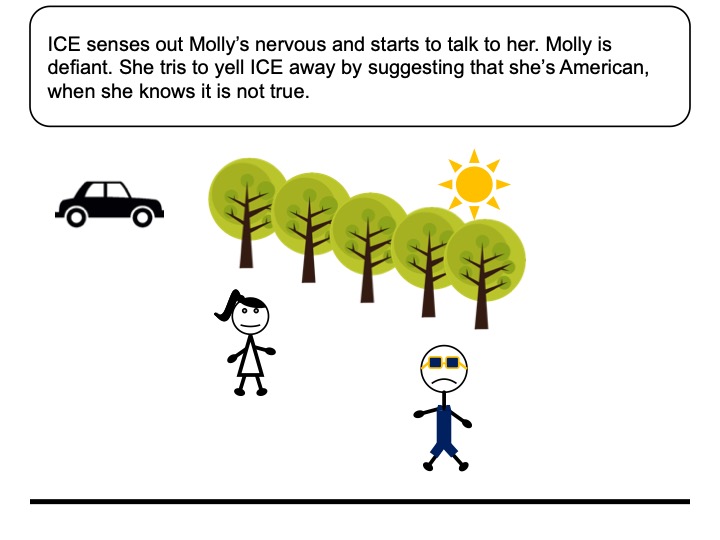 ICE senses out Molly’s nervous and starts to talk to her. Molly is
defiant. She tris to yell ICE away by suggesting that she’s American,
when she knows it is not true.